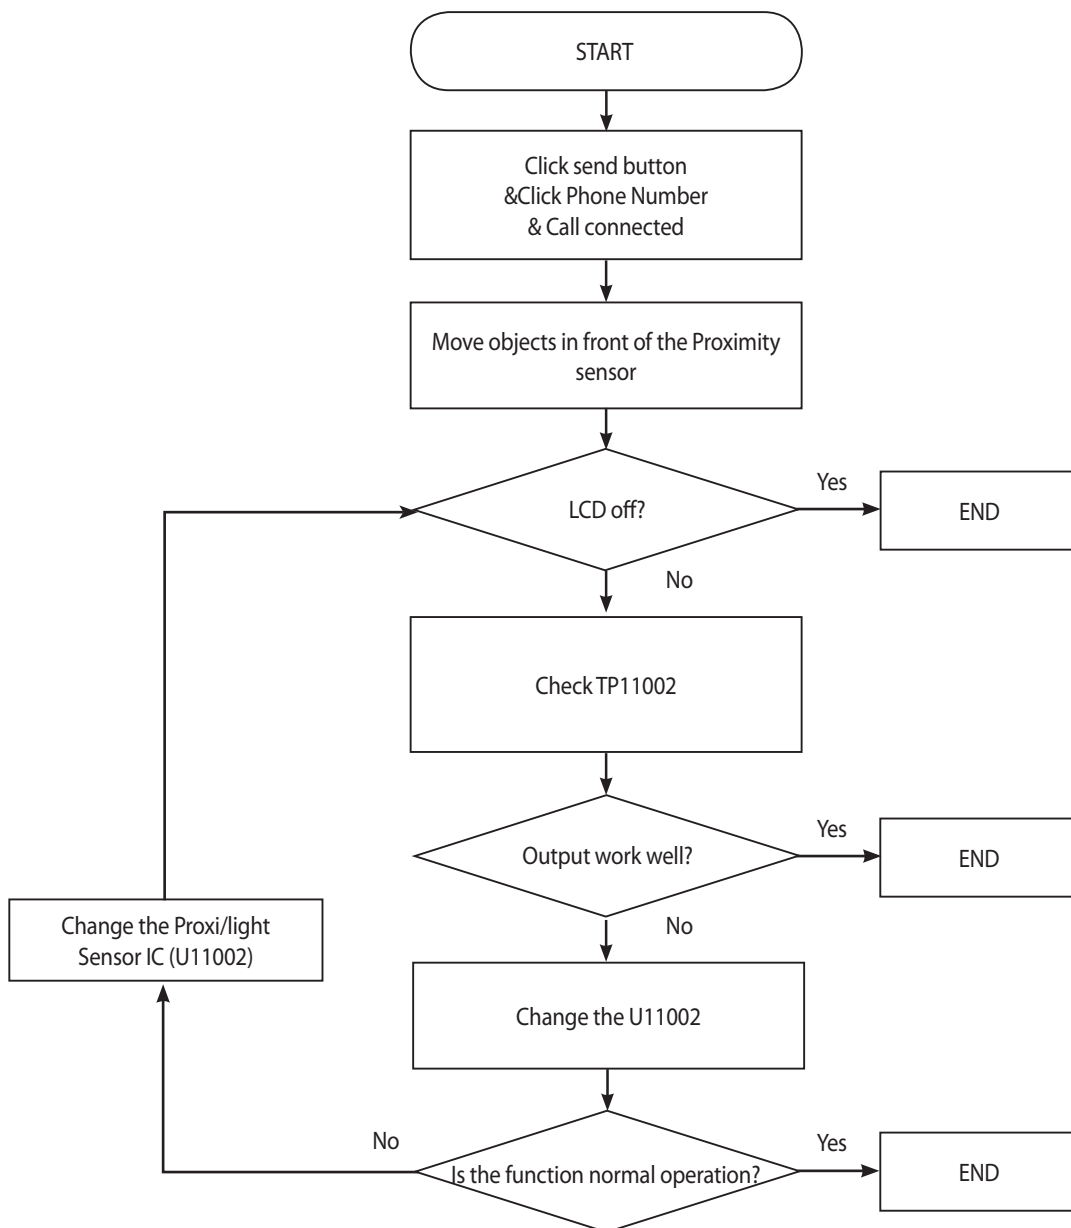 START
Click send button
&Click Phone Number
& Call connected
Move objects in front of the Proximity
sensor
LCD off?
Yes
END
No
Check TP11002
Output work well?
Yes
END
No
Change the Proxi/light
Sensor IC (U11002)
Change the U11002
Is the function normal operation?
No
Yes
END